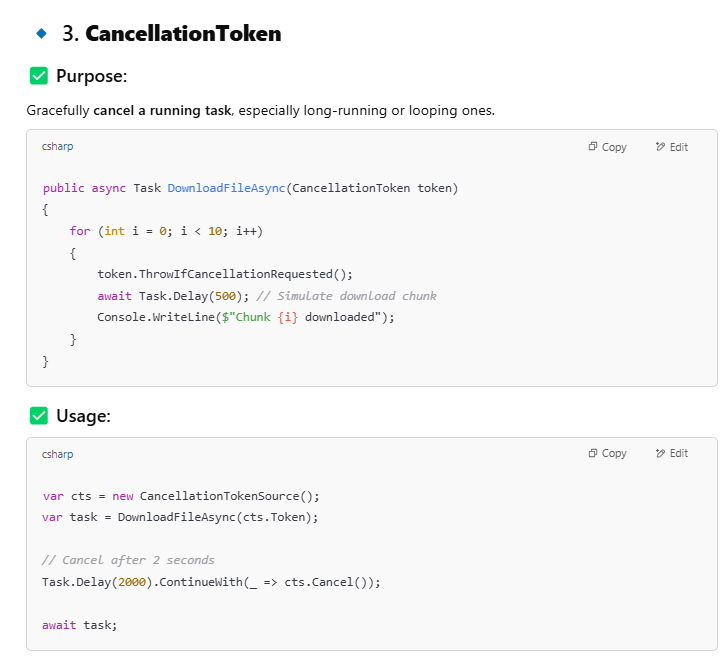 3. CancellationToken
Purpose:
Gracefully cancel a running task, especially long-running or looping ones.
csharp Copy Edit
public async Task DownloadFileAsync(CancellationToken token)
{
    for (int i = 0; i < 10; i++)
    {
        token.ThrowIfCancellationRequested();
        await Task.Delay(500); // Simulate download chunk
        Console.WriteLine($"Chunk {i} downloaded");
    }
}
Usage:
csharp Copy Edit
var cts = new CancellationTokenSource();
var task = DownloadFileAsync(cts.Token);
// Cancel after 2 seconds
Task.Delay(2000).ContinueWith(_ => cts.Cancel());
await task;